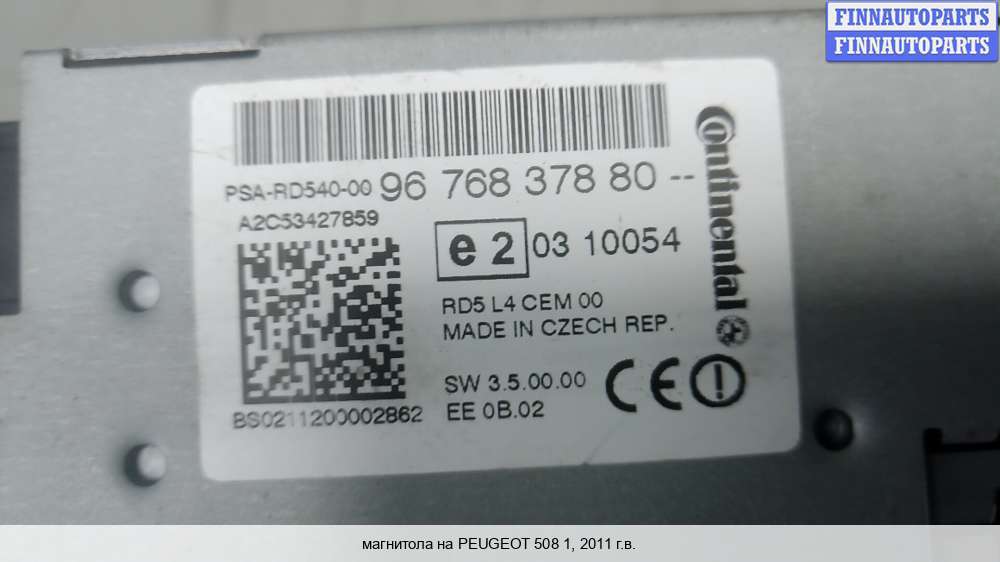 FINNAUTOPARTS
FINNAUTOPARTS
PSA-RD540-00 96 768 378 80 --
A2C53427859
e2 03 10054
Continental
RD5 L4 CEM 00
MADE IN CZECH REP.
SW 3.5.00.00
CE
EE 0B.02
BS0211200002862
магнитола на PEUGEOT 508 1, 2011 г.в.